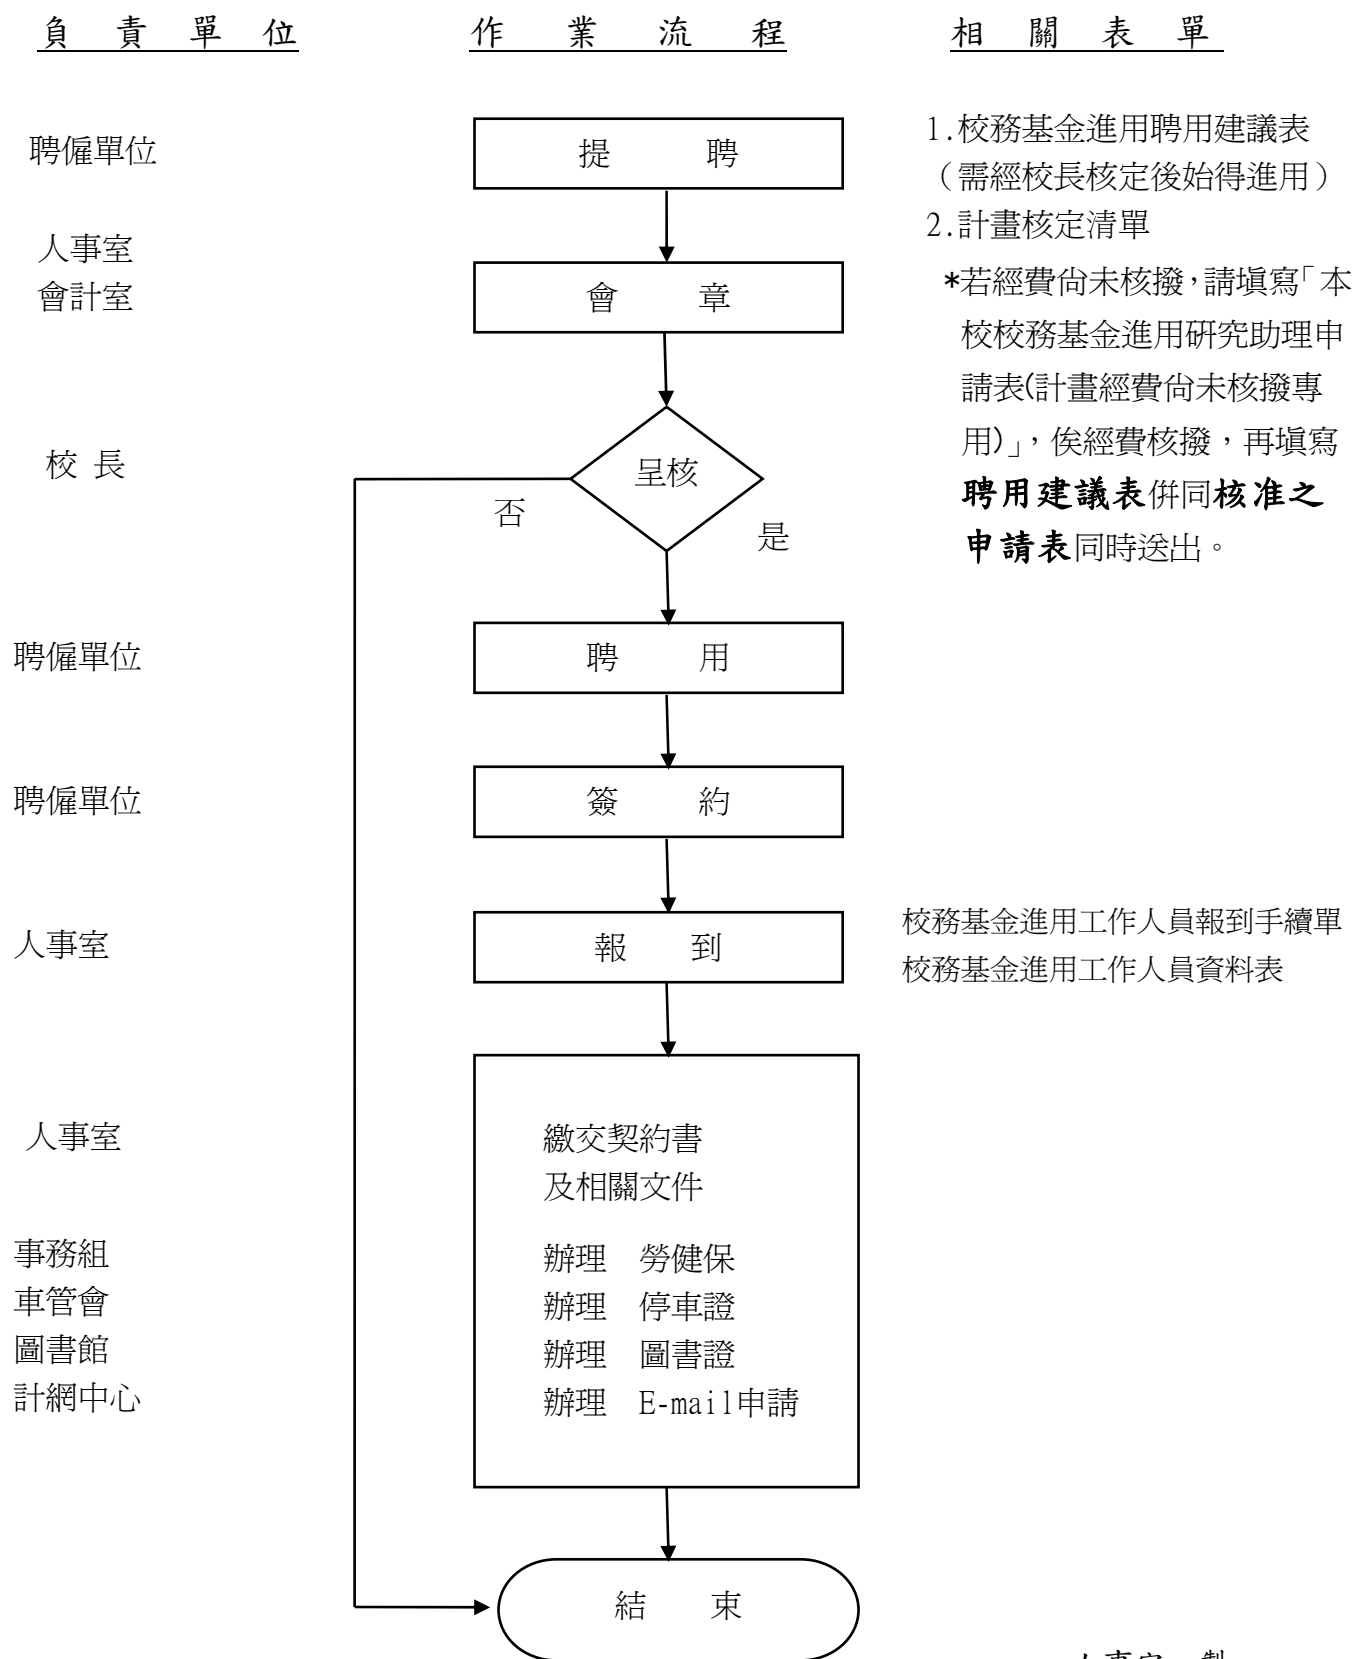 負責單位 作業流程 相關表單
聘僱單位 提聘 1.校務基金進用聘用建議表
（需經校長核定後始得進用）
人事室 2.計畫核定清單
會計室 會章 *若經費尚未核撥，請填寫「本
校校務基金進用研究助理申
請表(計畫經費尚未核撥專
用)」，俟經費核撥，再填寫
校長 呈核 聘用建議表併同核准之
否 是 申請表同時送出。
聘僱單位 聘用
聘僱單位 簽約
人事室 報到 校務基金進用工作人員報到手續單
校務基金進用工作人員資料表
人事室 繳交契約書
及相關文件
事務組 辦理 勞健保
車管會 辦理 停車證
圖書館 辦理 圖書證
計網中心 辦理 E-mail申請
結束